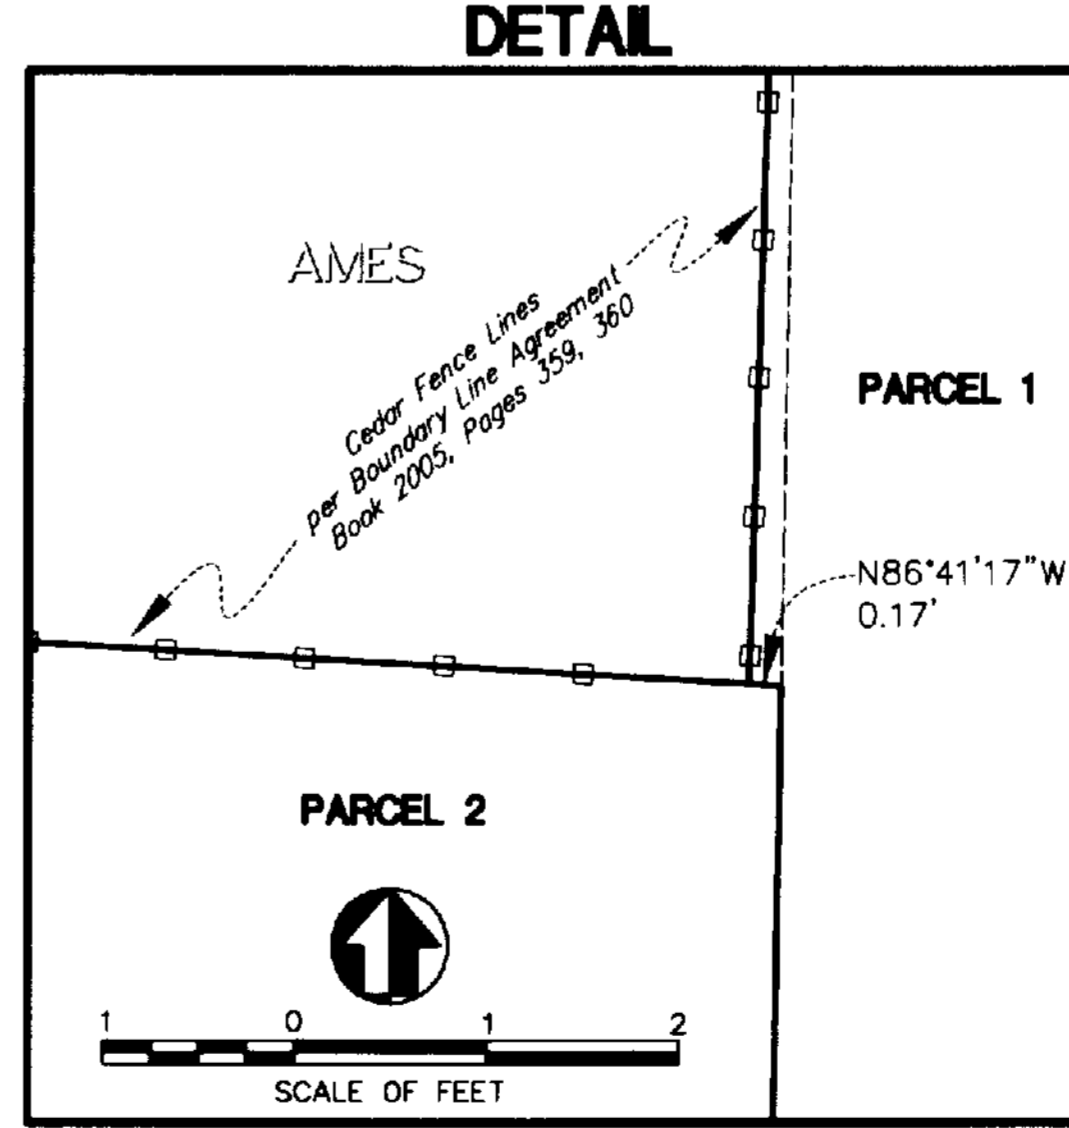 DETAIL
AMES
Cedar Fence Lines
per Boundary Line Agreement
Book 2005, Pages 359, 360
PARCEL 1
N86°41'17"W
0.17'
PARCEL 2
1 0 1 2
SCALE OF FEET